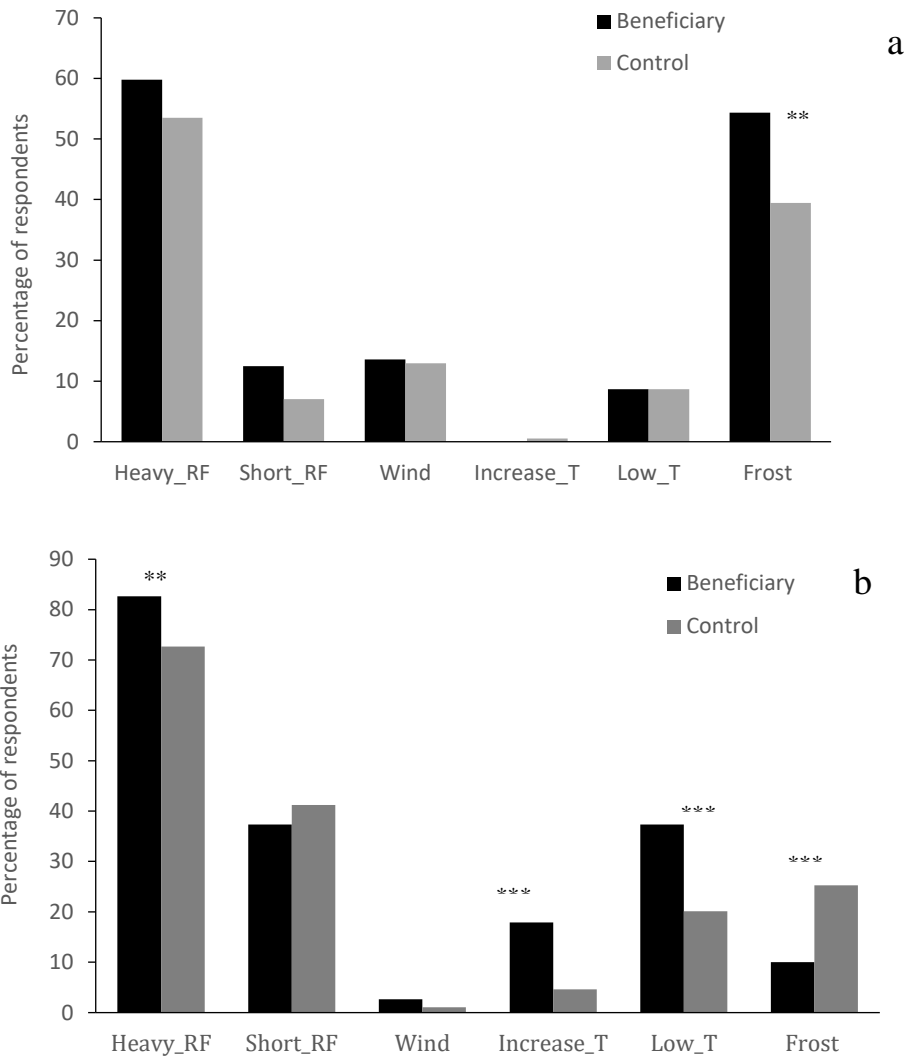 70
60
50
40
30
20
10
0
Percentage of respondents
Beneficiary
Control
a
**
Heavy_RF Short_RF Wind Increase_T Low_T Frost
90
80
70
60
50
40
30
20
10
0
Percentage of respondents
Beneficiary
Control
b
**
***
***
***
Heavy_RF Short_RF Wind Increase_T Low_T Frost